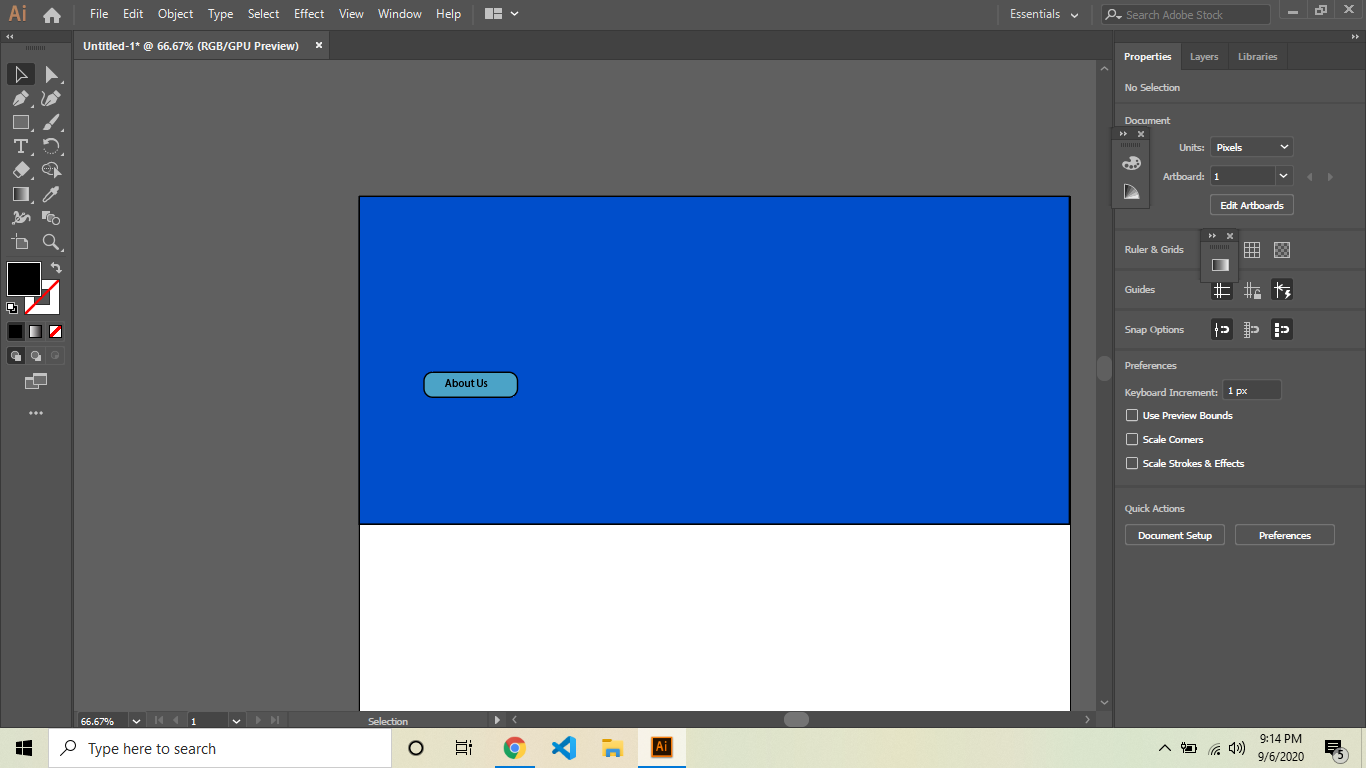 Ai File Edit Object Type Select Effect View Window Help Essentials Search Adobe Stock
Untitled-1* @ 66.67% (RGB/GPU Preview)
Properties Layers Libraries
No Selection
Document
Units: Pixels
Artboard: 1
Edit Artboards
Ruler & Grids
Guides
Snap Options
Preferences
Keyboard Increment: 1 px
Use Preview Bounds
Scale Corners
Scale Strokes & Effects
Quick Actions
Document Setup Preferences
About Us
66.67% 1 Selection
Type here to search
Ai
9:14 PM
9/6/2020
5